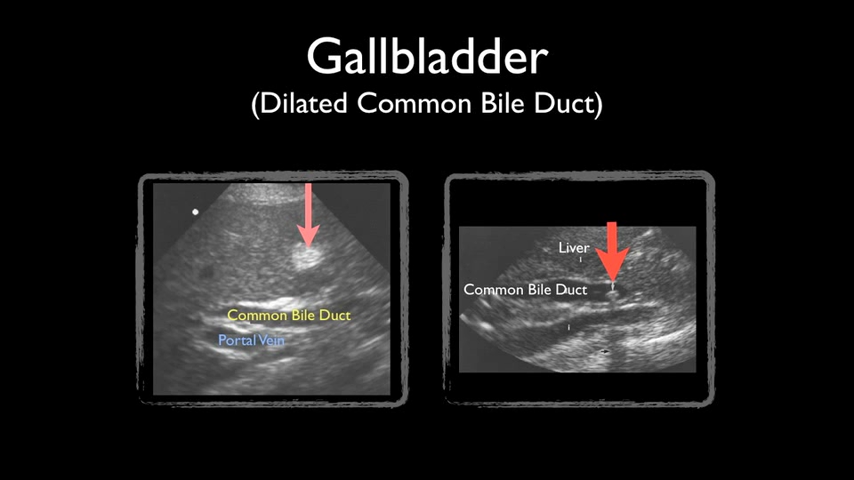 Gallbladder
(Dilated Common Bile Duct)
Common Bile Duct
Portal Vein
Liver
Common Bile Duct